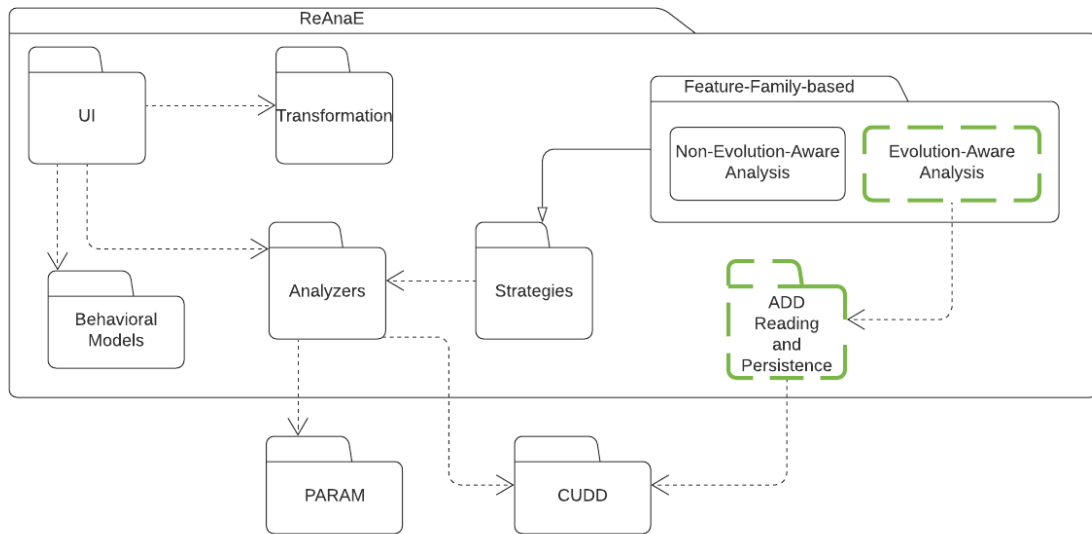 ReAnaE
UI
Transformation
Feature-Family-based
Non-Evolution-Aware
Analysis
Evolution-Aware
Analysis
Analyzers
Strategies
Behavioral
Models
ADD
Reading
and
Persistence
PARAM
CUDD